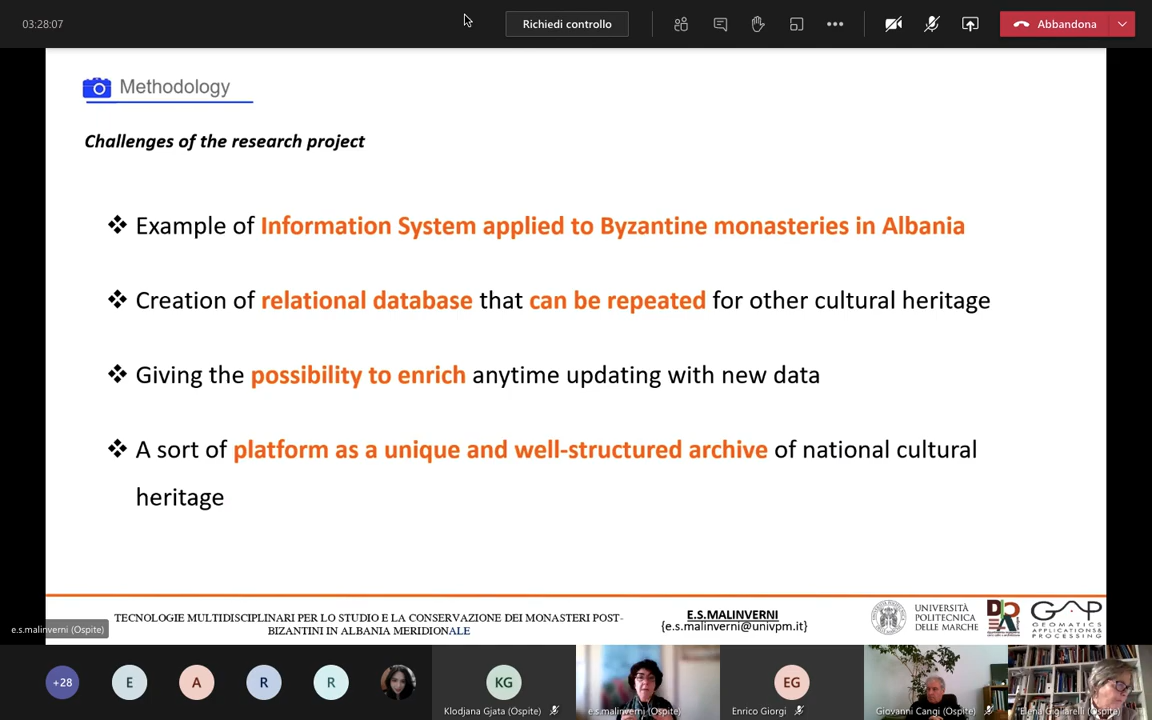 03:28:07
Richiedi controllo
Abbandona
Methodology
Challenges of the research project
❖ Example of Information System applied to Byzantine monasteries in Albania
❖ Creation of relational database that can be repeated for other cultural heritage
❖ Giving the possibility to enrich anytime updating with new data
❖ A sort of platform as a unique and well-structured archive of national cultural
heritage
TECNOLOGIE MULTIDISCIPLINARI PER LO STUDIO E LA CONSERVAZIONE DEI MONASTERI POST-
BIZANTINI IN ALBANIA MERIDIONALE
E.S.MALINVERNI
{e.s.malinverni@univpm.it}
UNIVERSITÀ
POLITECNICA
DELLE MARCHE
GAP
GEOMATICS
APPLICATIONS &
PROCESSING
e.s.malinverni (Ospite)
+28
E
A
R
R
KG
Klodjana Gjata (Ospite)
e.s.malinverni (Ospite)
EG
Enrico Giorgi
Giovanni Cangi (Ospite)
Elena Gigliarelli (Ospite)